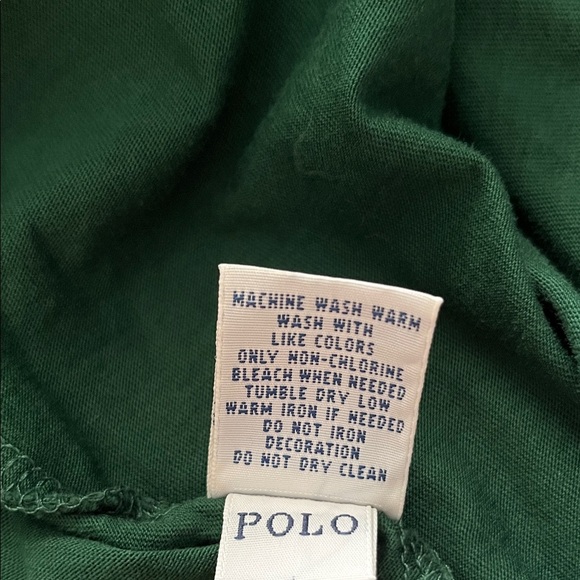 MACHINE WASH WARM
WASH WITH
LIKE COLORS
ONLY NON-CHLORINE
BLEACH WHEN NEEDED
TUMBLE DRY LOW
WARM IRON IF NEEDED
DO NOT IRON
DECORATION
DO NOT DRY CLEAN
POLO